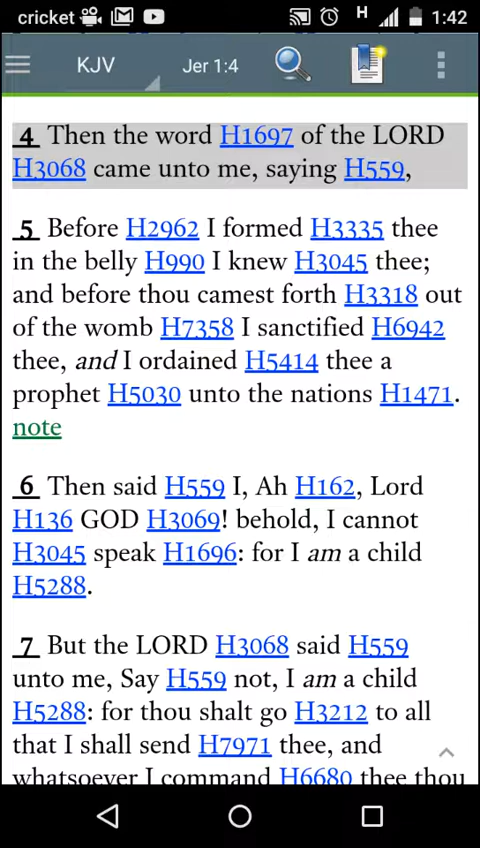 cricket H 1:42
KJV Jer 1:4
4 Then the word H1697 of the LORD
H3068 came unto me, saying H559,
5 Before H2962 I formed H3335 thee
in the belly H990 I knew H3045 thee;
and before thou camest forth H3318 out
of the womb H7358 I sanctified H6942
thee, and I ordained H5414 thee a
prophet H5030 unto the nations H1471.
note
6 Then said H559 I, Ah H162, Lord
H136 GOD H3069! behold, I cannot
H3045 speak H1696: for I am a child
H5288.
7 But the LORD H3068 said H559
unto me, Say H559 not, I am a child
H5288: for thou shalt go H3212 to all
that I shall send H7971 thee, and
whatsoever I command H6680 thee thou